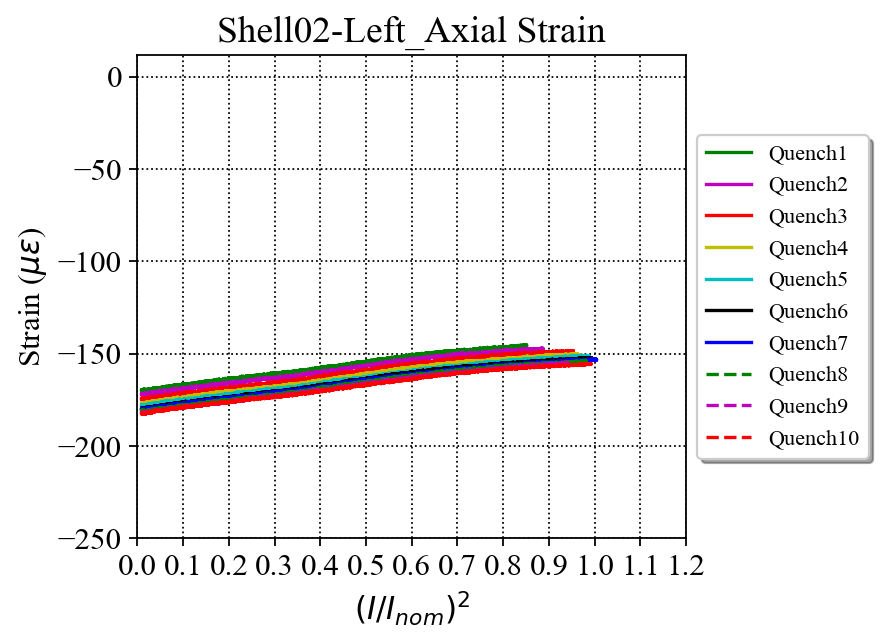 Shell02-Left_Axial Strain
Strain (με)
0
−50
−100
−150
−200
−250
0.0 0.1 0.2 0.3 0.4 0.5 0.6 0.7 0.8 0.9 1.0 1.1 1.2
(I/I_nom)²
Quench1
Quench2
Quench3
Quench4
Quench5
Quench6
Quench7
Quench8
Quench9
Quench10